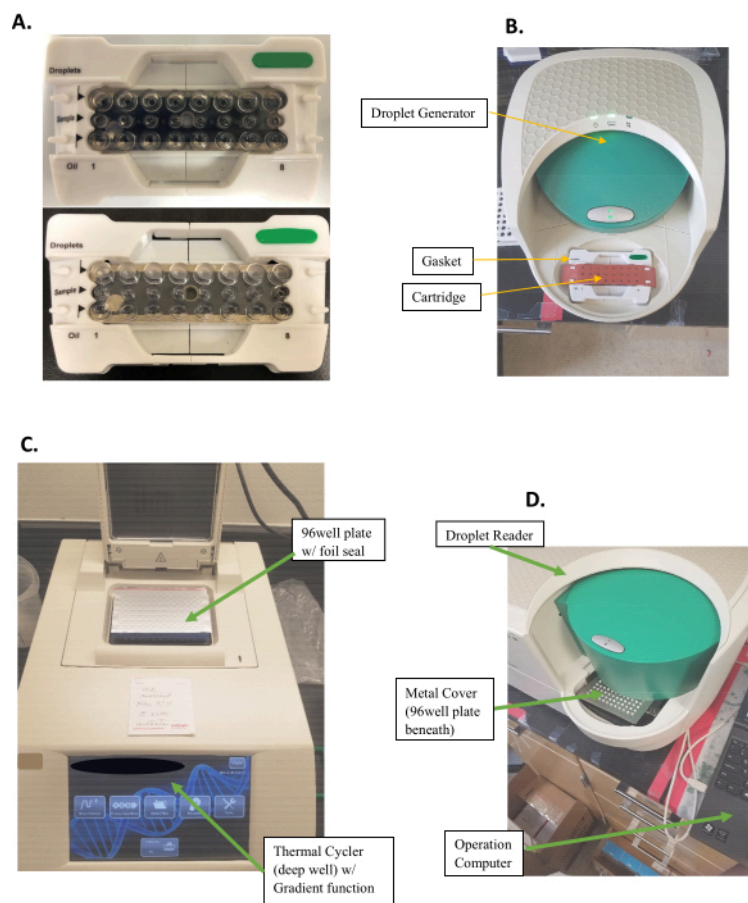 A.
Droplets
Sample
Oil 1 8
Droplets
Sample
Oil 1 8
B.
Droplet Generator
Gasket
Cartridge
C.
96well plate
w/ foil seal
1
Thermal Cycler
(deep well) w/
Gradient function
D.
Droplet Reader
Metal Cover
(96well plate
beneath)
Operation
Computer